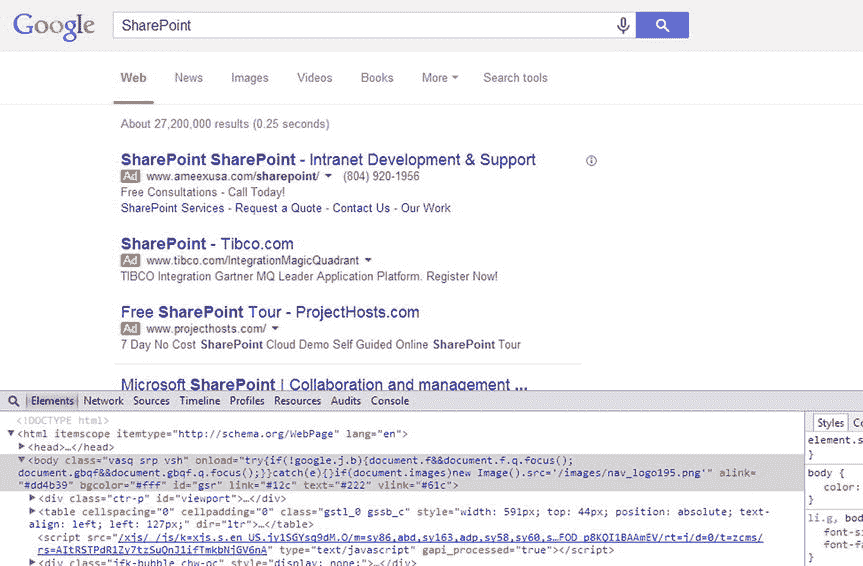 Google SharePoint
Web News Images Videos Books More Search tools
About 27,200,000 results (0.25 seconds)
SharePoint SharePoint - Intranet Development & Support
Ad www.ameexusa.com/sharepoint/ (804) 920-1956
Free Consultations - Call Today!
SharePoint Services - Request a Quote - Contact Us - Our Work
SharePoint - Tibco.com
Ad www.tibco.com/IntegrationMagicQuadrant
TIBCO Integration Gartner MQ Leader Application Platform. Register Now!
Free SharePoint Tour - ProjectHosts.com
Ad www.projecthosts.com/
7 Day No Cost SharePoint Cloud Demo Self Guided Online SharePoint Tour
Microsoft SharePoint | Collaboration and management ...
Elements Network Sources Timeline Profiles Resources Audits Console
<!DOCTYPE html>
<html itemscope itemtype="http://schema.org/WebPage" lang="en">
<head>…</head>
<body class="vasq srp vsh" onload="try{if(!google.j.b){document.f&&document.f.q.focus();
document.gbqf&&document.gbqf.q.focus();}}catch(e){}if(document.images)new Image().src='/images/nav_logo195.png'" alink=
"#dd4b39" bgcolor="#fff" id="gsr" link="#12c" text="#222" vlink="#61c">
<div class="ctr-p" id="viewport">…</div>
<table cellspacing="0" cellpadding="0" class="gstl_0 gssb_c" style="width: 591px; top: 44px; position: absolute; text-
align: left; left: 127px;" dir="ltr">…</table>
<script src="/xjs/_/js/k=xjs.s.en_US.jy1SGYsq9dM.O/m=sy86,abd,sy163,adp,sy58,sy60,s…FOD_p8KQI1BAAmEV/rt=j/d=0/t=zcms/
rs=AItRSTPdR1Zy7tzSuQnJ1ifTmkbNjGV6nA" type="text/javascript" gapi_processed="true"></script>
<div class="jfk-bubble chw-oc" style="display: none;">…</div>
Styles Co
element.s
}
body {
color:
}
li.g, bod
font-si
font-fa
}